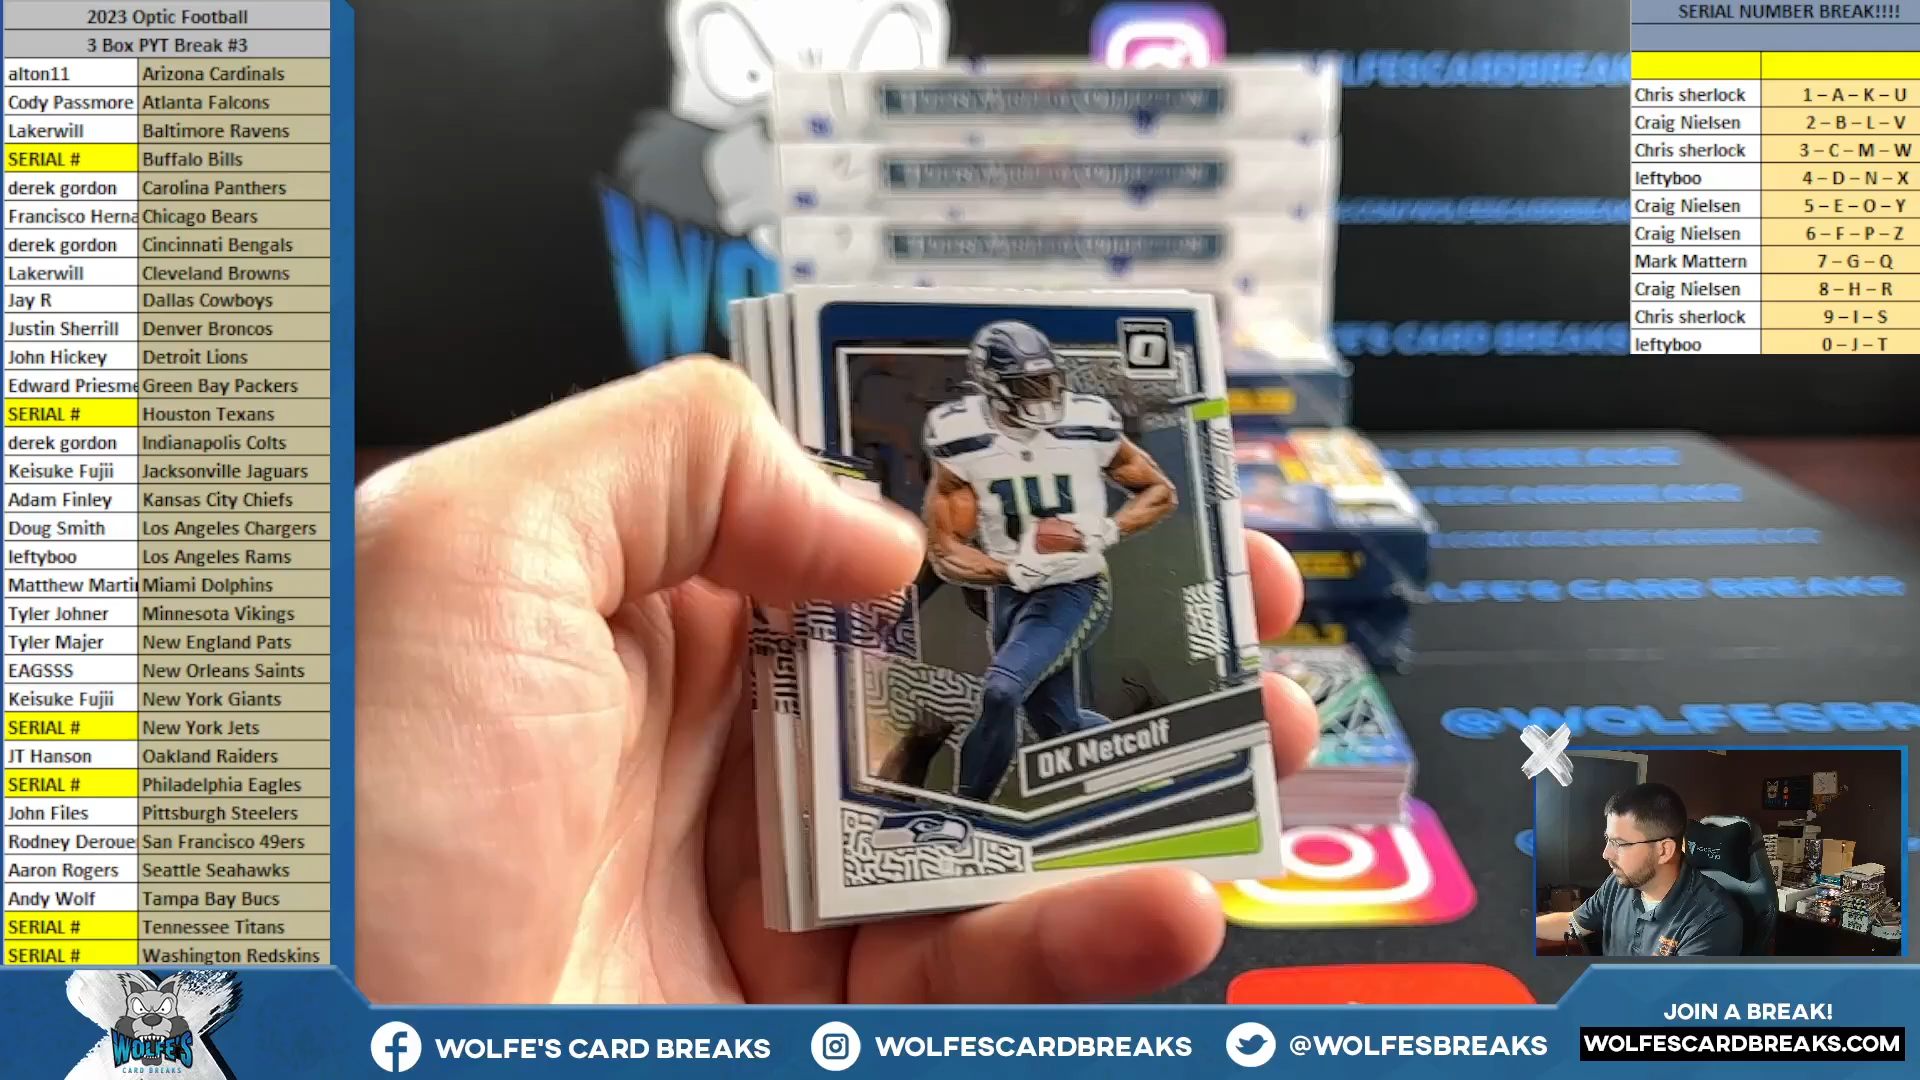 2023 Optic Football
3 Box PYT Break #3
alton11 Arizona Cardinals
Cody Passmore Atlanta Falcons
Lakerwill Baltimore Ravens
SERIAL # Buffalo Bills
derek gordon Carolina Panthers
Francisco Herna Chicago Bears
derek gordon Cincinnati Bengals
Lakerwill Cleveland Browns
Jay R Dallas Cowboys
Justin Sherrill Denver Broncos
John Hickey Detroit Lions
Edward Priesme Green Bay Packers
SERIAL # Houston Texans
derek gordon Indianapolis Colts
Keisuke Fujii Jacksonville Jaguars
Adam Finley Kansas City Chiefs
Doug Smith Los Angeles Chargers
leftyboo Los Angeles Rams
Matthew Marti Miami Dolphins
Tyler Johner Minnesota Vikings
Tyler Majer New England Pats
EAGSSS New Orleans Saints
Keisuke Fujii New York Giants
SERIAL # New York Jets
JT Hanson Oakland Raiders
SERIAL # Philadelphia Eagles
John Files Pittsburgh Steelers
Rodney Deroue San Francisco 49ers
Aaron Rogers Seattle Seahawks
Andy Wolf Tampa Bay Bucs
SERIAL # Tennessee Titans
SERIAL # Washington Redskins
SERIAL NUMBER BREAK!!!!
Chris sherlock 1 – A – K – U
Craig Nielsen 2 – B – L – V
Chris sherlock 3 – C – M – W
leftyboo 4 – D – N – X
Craig Nielsen 5 – E – O – Y
Craig Nielsen 6 – F – P – Z
Mark Mattern 7 – G – Q
Craig Nielsen 8 – H – R
Chris sherlock 9 – I – S
leftyboo 0 – J – T
14
DK Metcalf
@WOLFESBR
WOLFE'S
CARD BREAKS
WOLFE'S CARD BREAKS
WOLFESCARDBREAKS
@WOLFESBREAKS
JOIN A BREAK!
WOLFESCARDBREAKS.COM